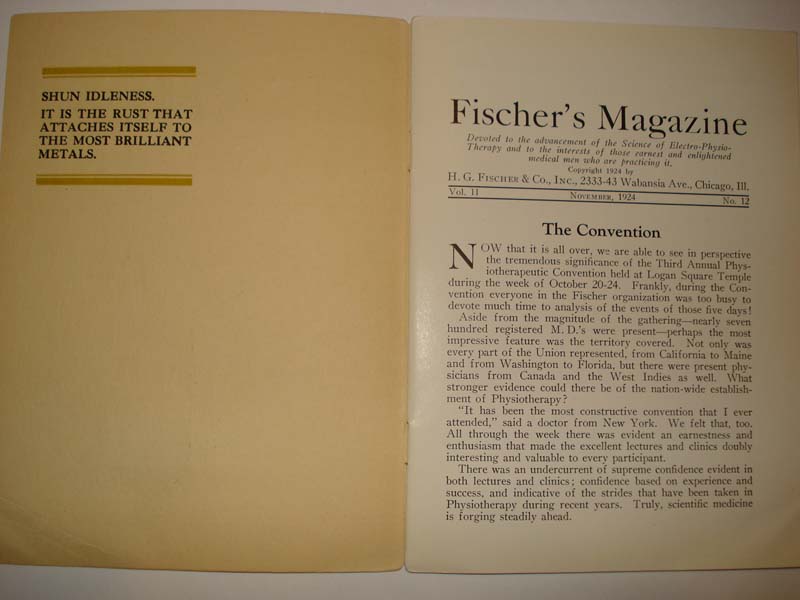 SHUN IDLENESS.
IT IS THE RUST THAT
ATTACHES ITSELF TO
THE MOST BRILLIANT
METALS.
Fischer's Magazine
Devoted to the advancement of the Science of Electro-Physio-
Therapy and to the interests of those earnest and enlightened
medical men who are practicing it.
Copyright 1924 by
H. G. FISCHER & CO., INC., 2333-43 Wabansia Ave., Chicago, Ill.
Vol. 11 NOVEMBER, 1924 No. 12
The Convention
NOW that it is all over, we are able to see in perspective
the tremendous significance of the Third Annual Phys-
iotherapeutic Convention held at Logan Square Temple
during the week of October 20-24. Frankly, during the Con-
vention everyone in the Fischer organization was too busy to
devote much time to analysis of the events of those five days!
Aside from the magnitude of the gathering—nearly seven
hundred registered M. D.'s were present—perhaps the most
impressive feature was the territory covered. Not only was
every part of the Union represented, from California to Maine
and from Washington to Florida, but there were present phy-
sicians from Canada and the West Indies as well. What
stronger evidence could there be of the nation-wide establish-
ment of Physiotherapy?
"It has been the most constructive convention that I ever
attended," said a doctor from New York. We felt that, too.
All through the week there was evident an earnestness and
enthusiasm that made the excellent lectures and clinics doubly
interesting and valuable to every participant.
There was an undercurrent of supreme confidence evident in
both lectures and clinics; confidence based on experience and
success, and indicative of the strides that have been taken in
Physiotherapy during recent years. Truly, scientific medicine
is forging steadily ahead.